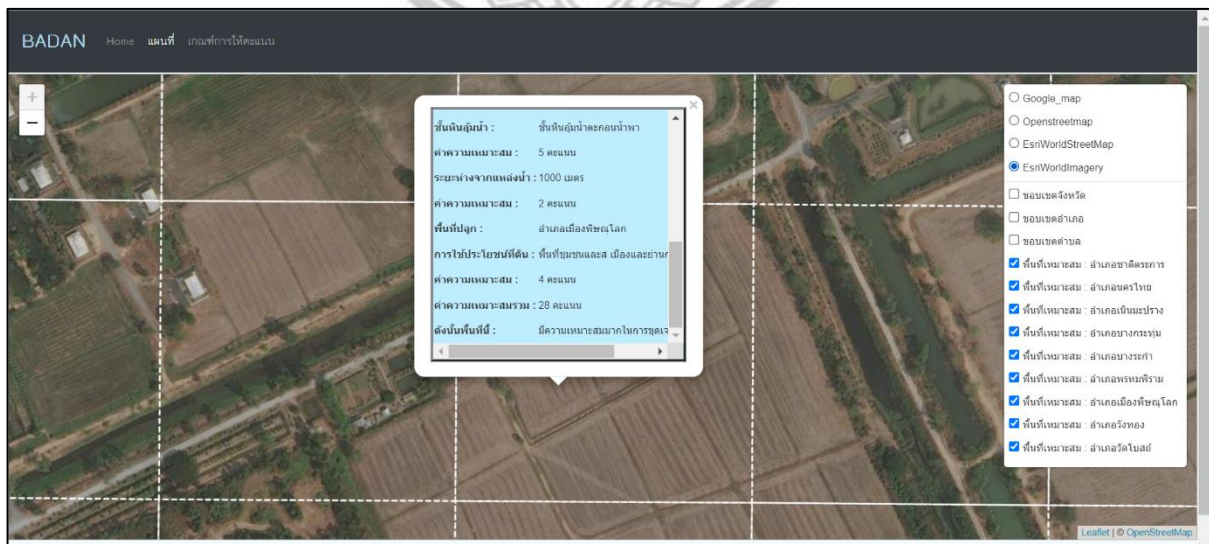 BADAN Home แผนที่ เกณฑ์การให้คะแนน
+
−
×
ชั้นหินอุ้มน้ำ : ชั้นหินอุ้มน้ำตะกอนน้ำพา
ค่าความเหมาะสม : 5 คะแนน
ระยะห่างจากแหล่งน้ำ : 1000 เมตร
ค่าความเหมาะสม : 2 คะแนน
พื้นที่ปลูก : อำเภอเมืองพิษณุโลก
การใช้ประโยชน์ที่ดิน : พื้นที่ชุมชนและส เมืองและย่านก
ค่าความเหมาะสม : 4 คะแนน
ค่าความเหมาะสมรวม : 28 คะแนน
ดังนั้นพื้นที่นี้ : มีความเหมาะสมมากในการขุดเจ
Google_map
Openstreetmap
EsriWorldStreetMap
EsriWorldImagery
ขอบเขตจังหวัด
ขอบเขตอำเภอ
ขอบเขตตำบล
พื้นที่เหมาะสม : อำเภอชาติตระการ
พื้นที่เหมาะสม : อำเภอนครไทย
พื้นที่เหมาะสม : อำเภอเนินมะปราง
พื้นที่เหมาะสม : อำเภอบางกระทุ่ม
พื้นที่เหมาะสม : อำเภอบางระกำ
พื้นที่เหมาะสม : อำเภอพรหมพิราม
พื้นที่เหมาะสม : อำเภอเมืองพิษณุโลก
พื้นที่เหมาะสม : อำเภอวังทอง
พื้นที่เหมาะสม : อำเภอวัดโบสถ์
Leaflet | © OpenStreetMap